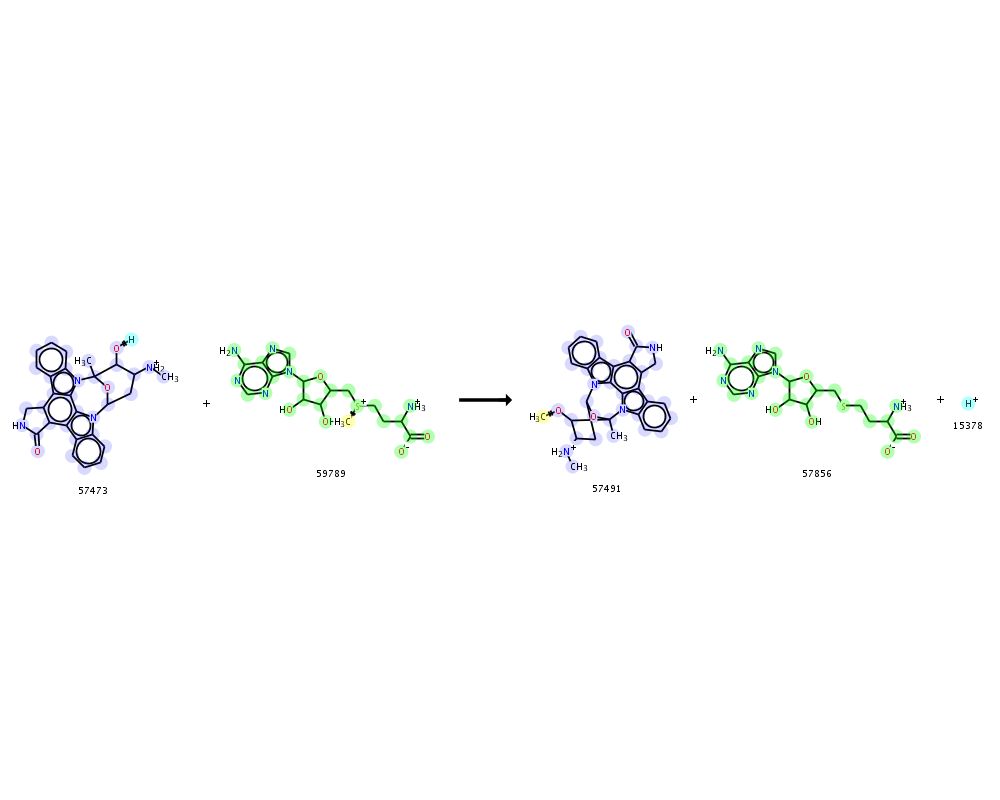 H
O
H₃C
NH₂⁺
CH₃
N
O
N
HN
O
57473
+
H₂N
N
N
N
N
N
O
HO
OH
H₃C
S⁺
NH₃⁺
O
O⁻
59789
O
NH
N
N
H₃C
O
O
CH₃
H₂N⁺
CH₃
57491
+
H₂N
N
N
N
N
N
O
HO
OH
S
NH₃⁺
O
O⁻
57856
+
H⁺
15378